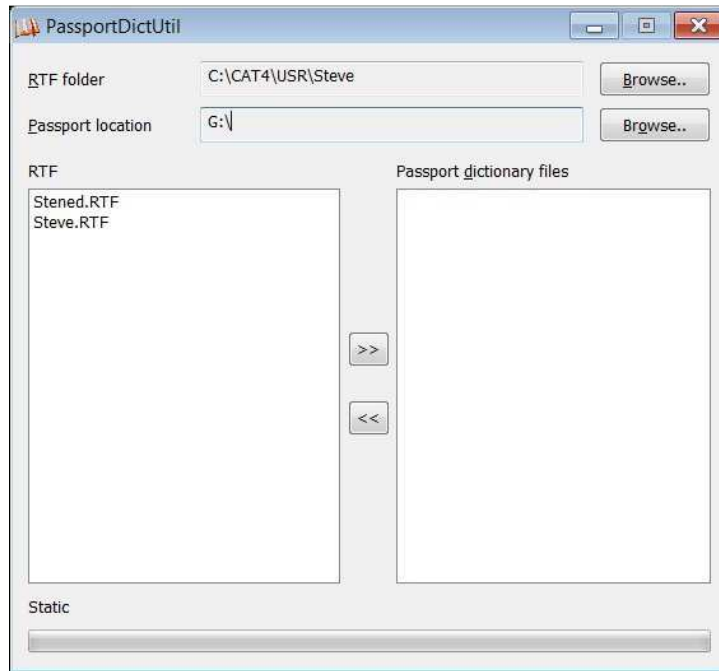 PassportDictUtil
RTF folder C:\CAT4\USR\Steve Browse..
Passport location G:\ Browse..
RTF Passport dictionary files
Stened.RTF
Steve.RTF
>>
<<
Static